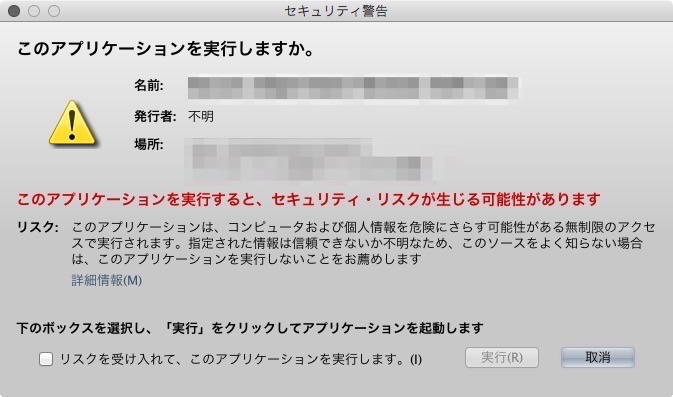 セキュリティ警告
このアプリケーションを実行しますか。
名前:
発行者: 不明
場所:
このアプリケーションを実行すると、セキュリティ・リスクが生じる可能性があります
リスク: このアプリケーションは、コンピュータおよび個人情報を危険にさらす可能性がある無制限のアクセ
スで実行されます。指定された情報は信頼できないか不明なため、このソースをよく知らない場合
は、このアプリケーションを実行しないことをお薦めします
詳細情報(M)
下のボックスを選択し、「実行」をクリックしてアプリケーションを起動します
リスクを受け入れて、このアプリケーションを実行します。(I) 実行(R) 取消